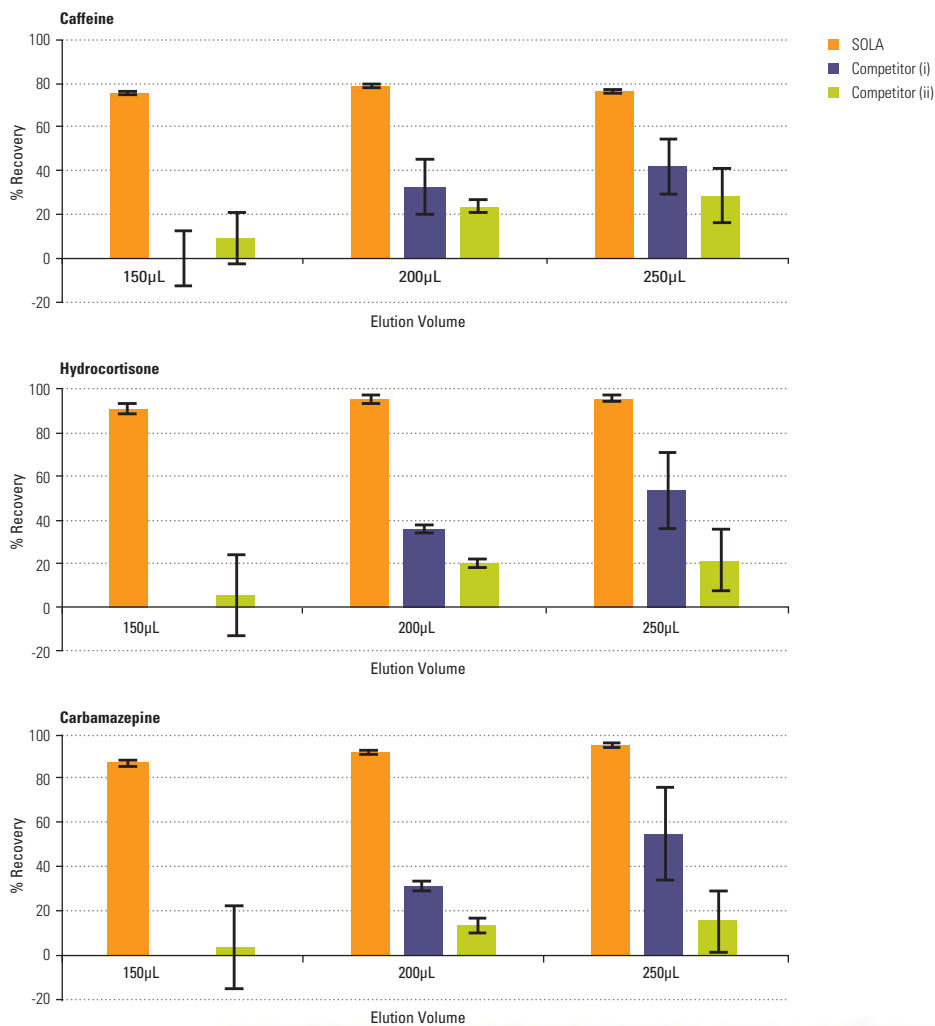 Caffeine
100
80
60
40
20
0
-20
% Recovery
150µL
200µL
250µL
Elution Volume
SOLA
Competitor (i)
Competitor (ii)
Hydrocortisone
100
80
60
40
20
0
-20
% Recovery
150µL
200µL
250µL
Elution Volume
Carbamazepine
100
80
60
40
20
0
-20
% Recovery
150µL
200µL
250µL
Elution Volume